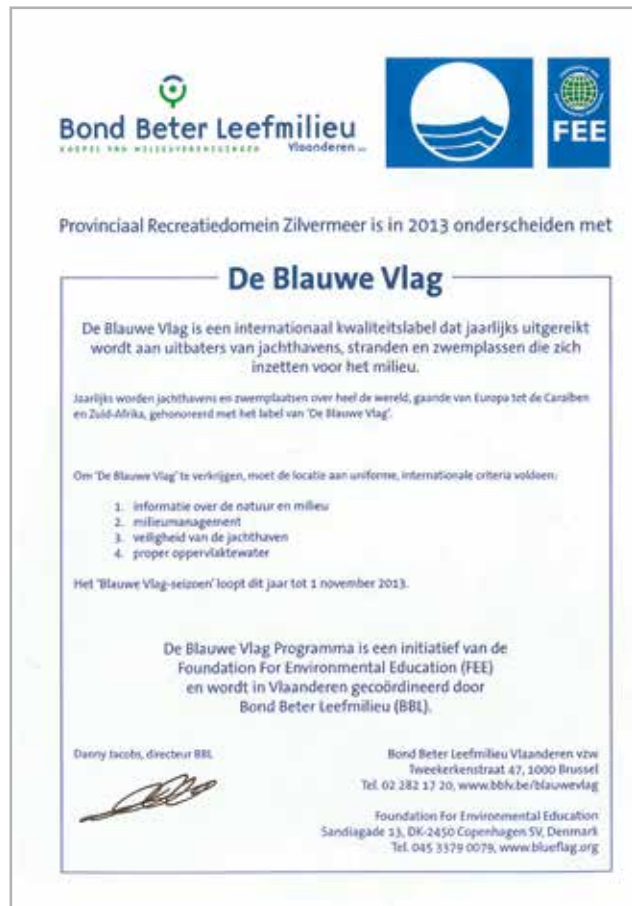 Bond Beter Leefmilieu
KOEPEL VAN MILIEUVERENIGINGEN Vlaanderen vzw
FEE
Provinciaal Recreatiedomein Zilvermeer is in 2013 onderscheiden met
De Blauwe Vlag
De Blauwe Vlag is een internationaal kwaliteitslabel dat jaarlijks uitgereikt
wordt aan uitbaters van jachthavens, stranden en zwemplassen die zich
inzetten voor het milieu.
Jaarlijks worden jachthavens en zwemplaatsen over heel de wereld, gaande van Europa tot de Caraïben
en Zuid-Afrika, gehonoreerd met het label van 'De Blauwe Vlag'.
Om 'De Blauwe Vlag' te verkrijgen, moet de locatie aan uniforme, internationale criteria voldoen:
1. informatie over de natuur en milieu
2. milieumanagement
3. veiligheid van de jachthaven
4. proper oppervlaktewater
Het 'Blauwe Vlag-seizoen' loopt dit jaar tot 1 november 2013.
De Blauwe Vlag Programma is een initiatief van de
Foundation For Environmental Education (FEE)
en wordt in Vlaanderen gecoördineerd door
Bond Beter Leefmilieu (BBL).
Danny Jacobs, directeur BBL
Bond Beter Leefmilieu Vlaanderen vzw
Tweekerkenstraat 47, 1000 Brussel
Tel. 02 282 17 20, www.bblv.be/blauwevlag
Foundation For Environmental Education
Sandiagade 13, DK-2450 Copenhagen SV, Denmark
Tel. 045 3379 0079, www.blueflag.org